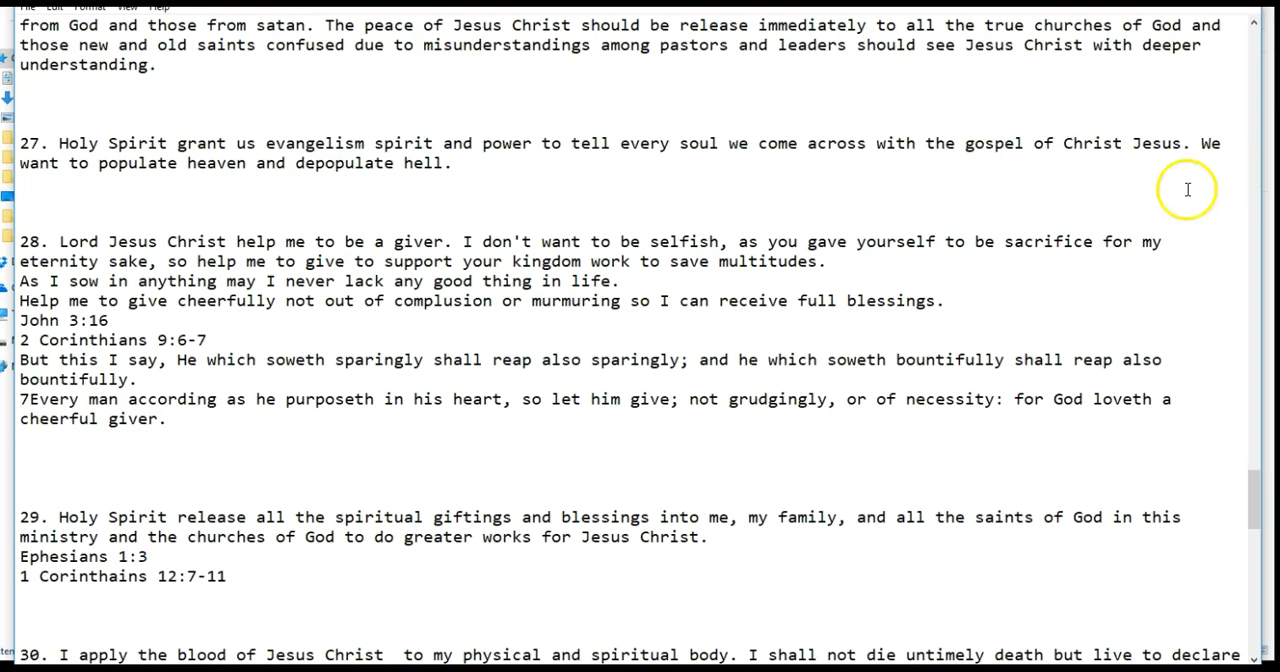 File Edit Format View Help
from God and those from satan. The peace of Jesus Christ should be release immediately to all the true churches of God and
those new and old saints confused due to misunderstandings among pastors and leaders should see Jesus Christ with deeper
understanding.
27. Holy Spirit grant us evangelism spirit and power to tell every soul we come across with the gospel of Christ Jesus. We
want to populate heaven and depopulate hell.
28. Lord Jesus Christ help me to be a giver. I don't want to be selfish, as you gave yourself to be sacrifice for my
eternity sake, so help me to give to support your kingdom work to save multitudes.
As I sow in anything may I never lack any good thing in life.
Help me to give cheerfully not out of complusion or murmuring so I can receive full blessings.
John 3:16
2 Corinthians 9:6-7
But this I say, He which soweth sparingly shall reap also sparingly; and he which soweth bountifully shall reap also
bountifully.
7Every man according as he purposeth in his heart, so let him give; not grudgingly, or of necessity: for God loveth a
cheerful giver.
29. Holy Spirit release all the spiritual giftings and blessings into me, my family, and all the saints of God in this
ministry and the churches of God to do greater works for Jesus Christ.
Ephesians 1:3
1 Corinthains 12:7-11
30. I apply the blood of Jesus Christ  to my physical and spiritual body. I shall not die untimely death but live to declare